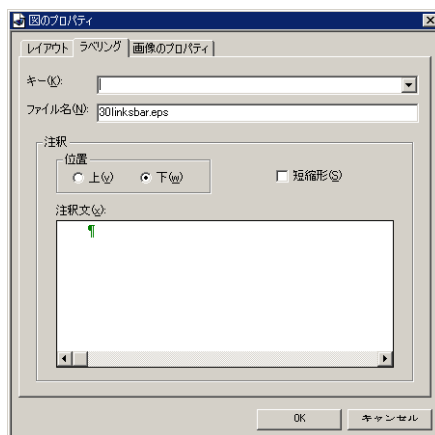 図のプロパティ
レイアウト ラベリング 画像のプロパティ
キー(K):
ファイル名(N): 30linksbar.eps
注釈
位置
上(v) 下(w) 短縮形(S)
注釈文(x):
¶
OK キャンセル